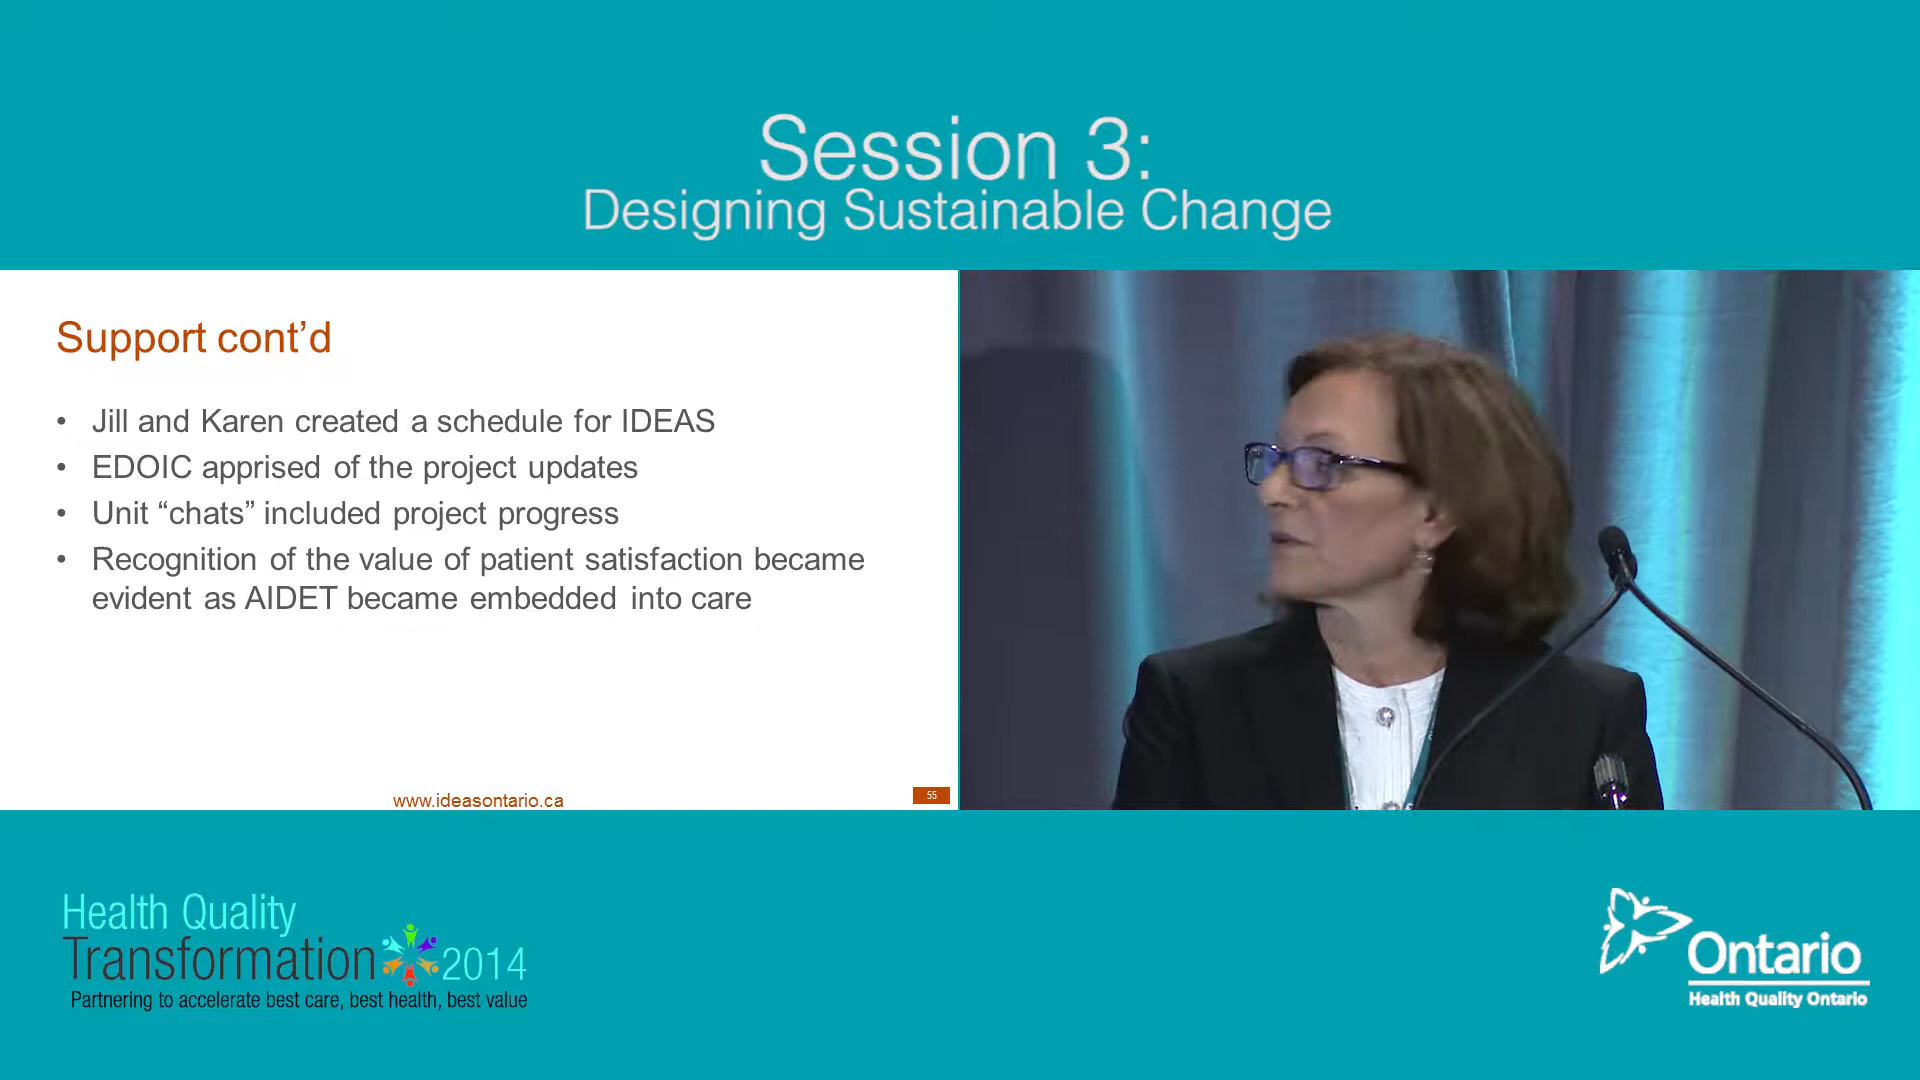 Session 3:
Designing Sustainable Change
Support cont’d
• Jill and Karen created a schedule for IDEAS
• EDOIC apprised of the project updates
• Unit “chats” included project progress
• Recognition of the value of patient satisfaction became
evident as AIDET became embedded into care
www.ideasontario.ca
55
Health Quality
Transformation 2014
Partnering to accelerate best care, best health, best value
Ontario
Health Quality Ontario